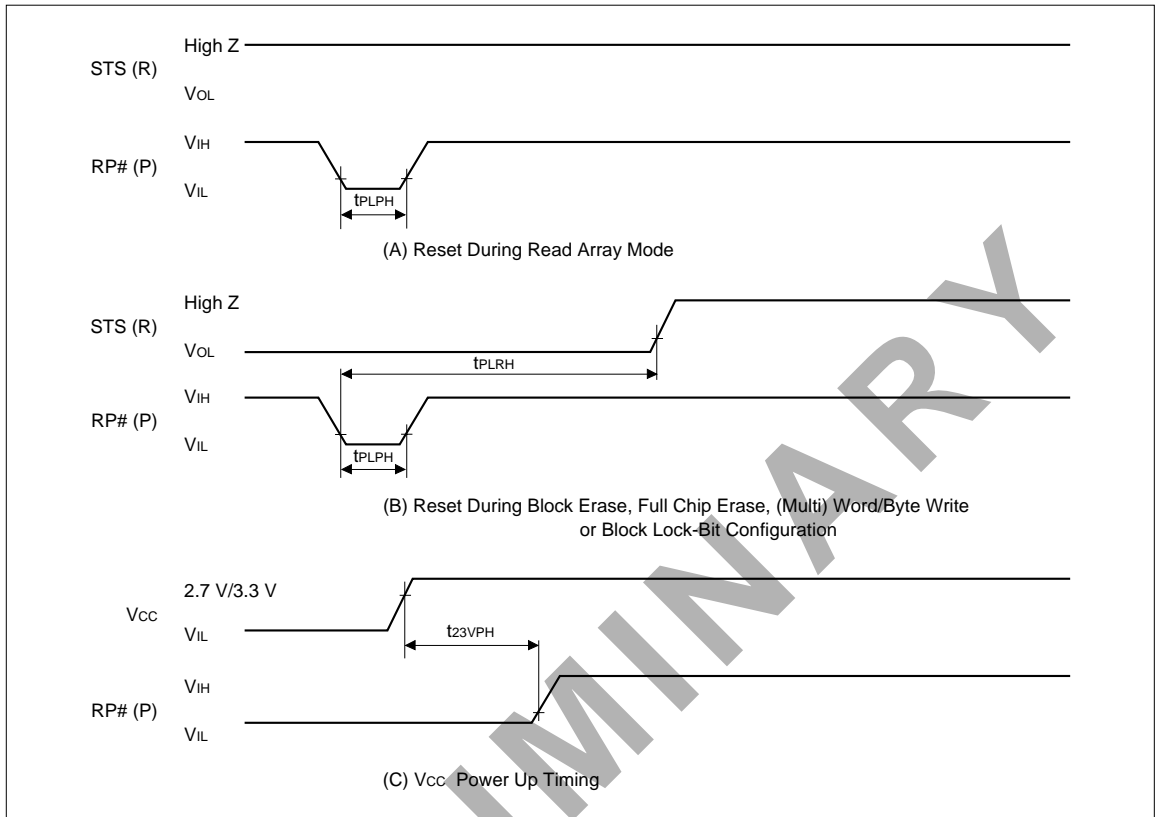 High Z
STS (R)
VOL
VIH
RP# (P)
VIL
tPLPH
(A) Reset During Read Array Mode
High Z
STS (R)
VOL
tPLRH
VIH
RP# (P)
VIL
tPLPH
(B) Reset During Block Erase, Full Chip Erase, (Multi) Word/Byte Write
or Block Lock-Bit Configuration
2.7 V/3.3 V
VCC
VIL
t23VPH
VIH
RP# (P)
VIL
(C) VCC Power Up Timing
IMINARY